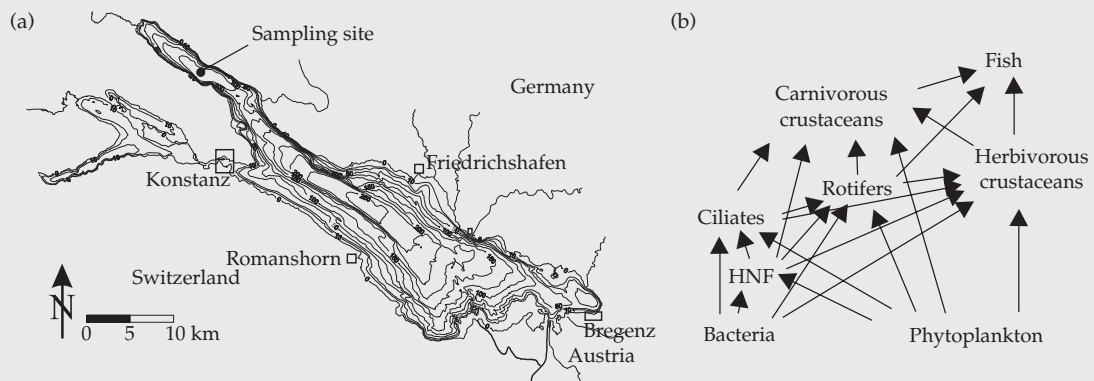 (a)
Sampling site
Germany
Konstanz
Friedrichshafen
Romanshorn
Switzerland
N
0 5 10 km
Bregenz
Austria
(b)
Fish
Carnivorous
crustaceans
Herbivorous
crustaceans
Rotifers
Ciliates
HNF
Bacteria
Phytoplankton